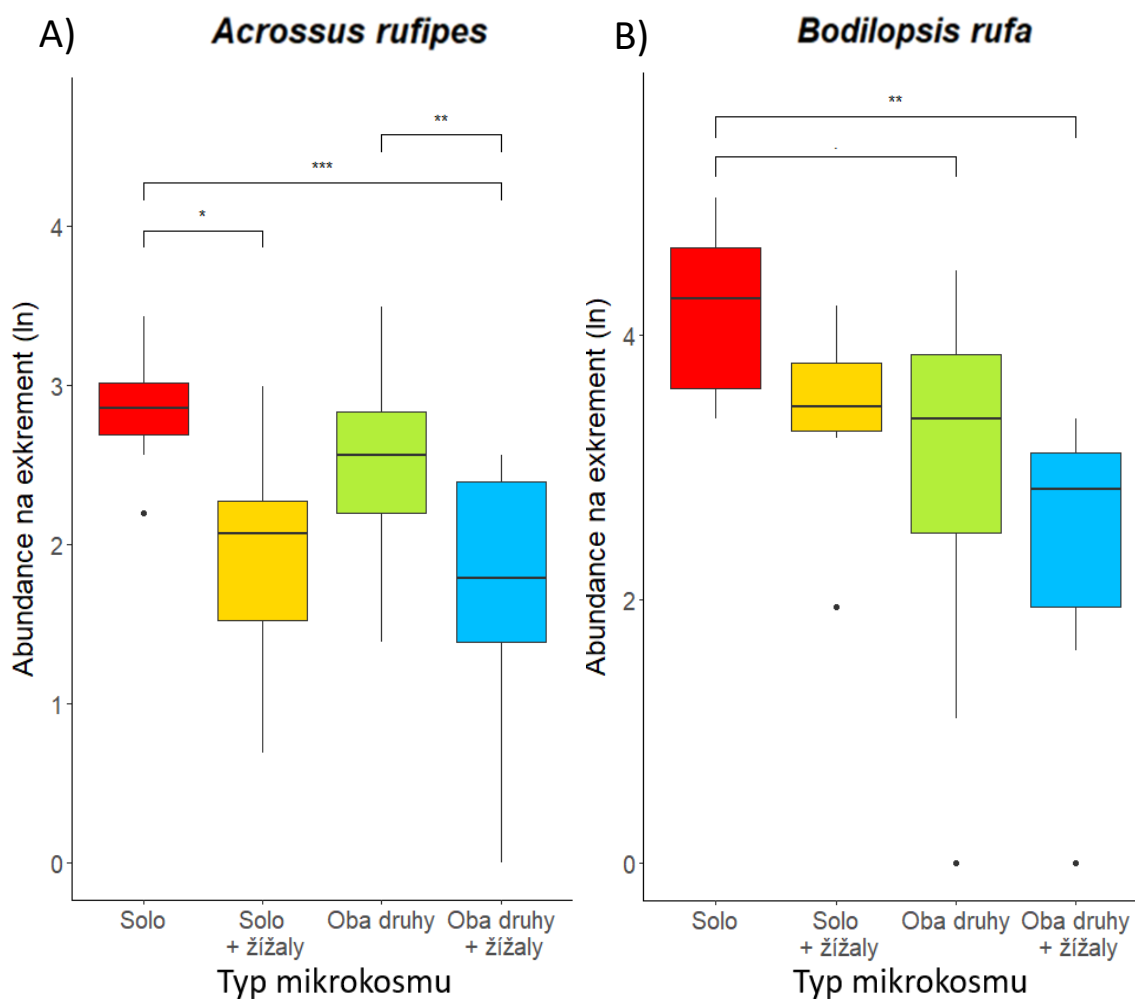 A)
Acrossus rufipes
**
***
*
4
3
2
1
0
Abundance na exkrement (ln)
Solo
Solo
+ žížaly
Oba druhy
Oba druhy
+ žížaly
Typ mikrokosmu
B)
Bodilopsis rufa
**
.
4
2
0
Abundance na exkrement (ln)
Solo
Solo
+ žížaly
Oba druhy
Oba druhy
+ žížaly
Typ mikrokosmu